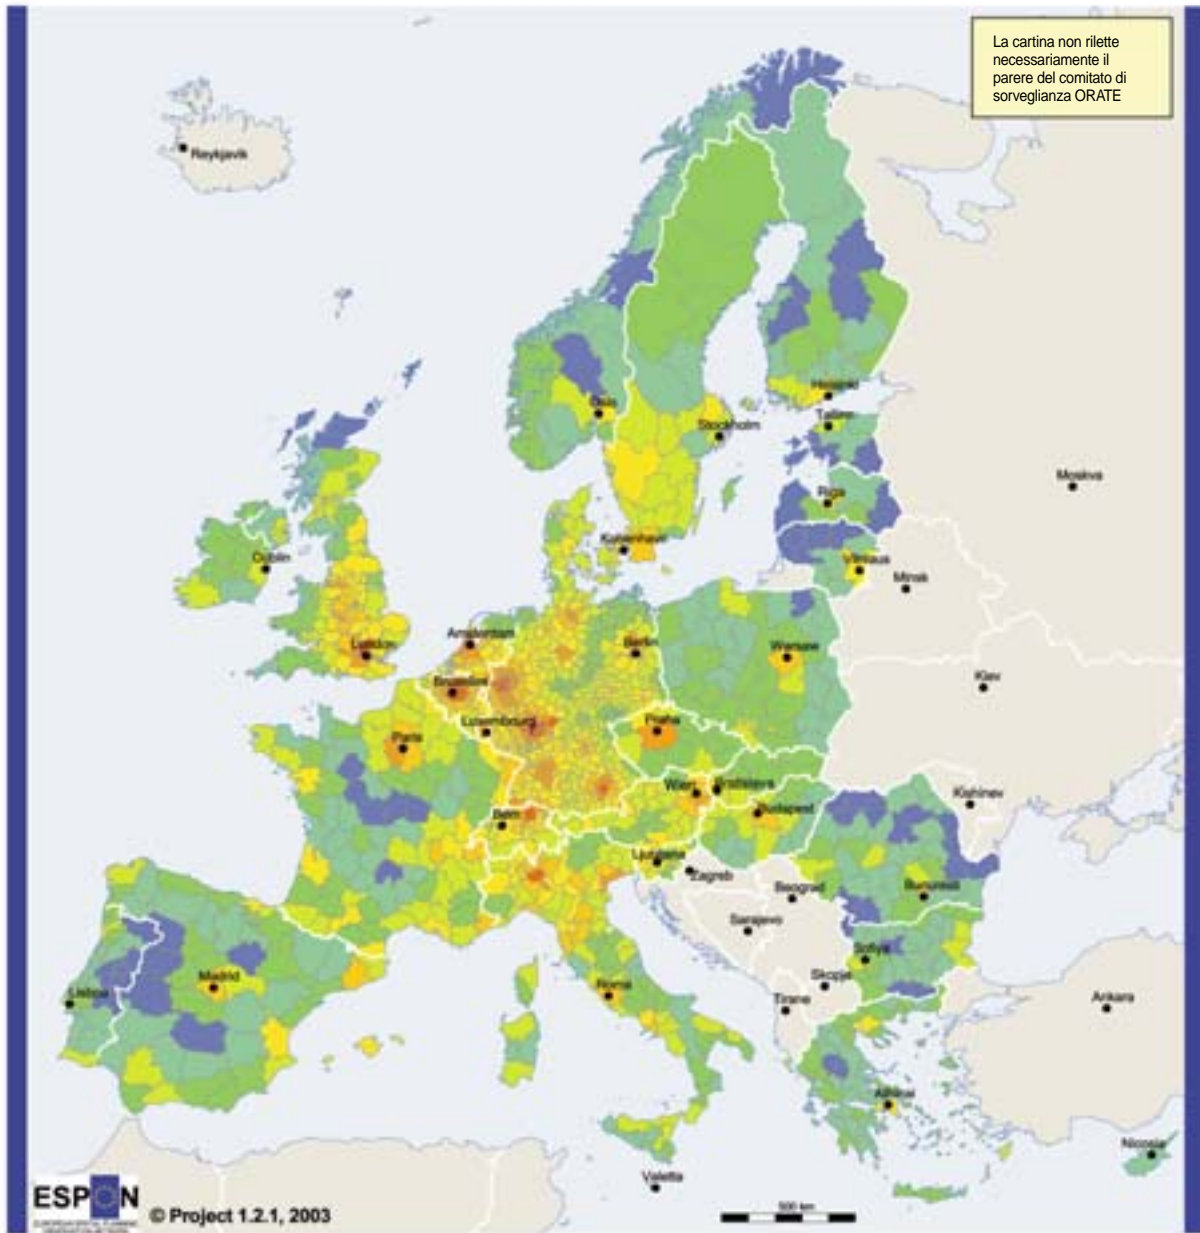 La cartina non rilette
necessariamente il
parere del comitato di
sorveglianza ORATE
Reykjavik
Oslo
Helsinki
Tallinn
Stockholm
Riga
Moskva
København
Dublin
Vilnius
Minsk
London
Amsterdam
Berlin
Warsaw
Bruxelles
Kiev
Luxembourg
Praha
Paris
Wien
Bratislava
Kishinev
Budapest
Bern
Ljubljana
Zagreb
Beograd
Bucuresti
Sarajevo
Sofiya
Madrid
Skopje
Lisboa
Roma
Tirane
Ankara
Athinai
Nicosia
Valetta
ESPON
© Project 1.2.1, 2003
500 km